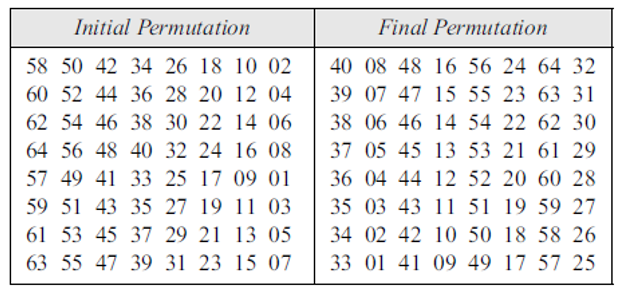 Initial Permutation Final Permutation
58 50 42 34 26 18 10 02 40 08 48 16 56 24 64 32
60 52 44 36 28 20 12 04 39 07 47 15 55 23 63 31
62 54 46 38 30 22 14 06 38 06 46 14 54 22 62 30
64 56 48 40 32 24 16 08 37 05 45 13 53 21 61 29
57 49 41 33 25 17 09 01 36 04 44 12 52 20 60 28
59 51 43 35 27 19 11 03 35 03 43 11 51 19 59 27
61 53 45 37 29 21 13 05 34 02 42 10 50 18 58 26
63 55 47 39 31 23 15 07 33 01 41 09 49 17 57 25